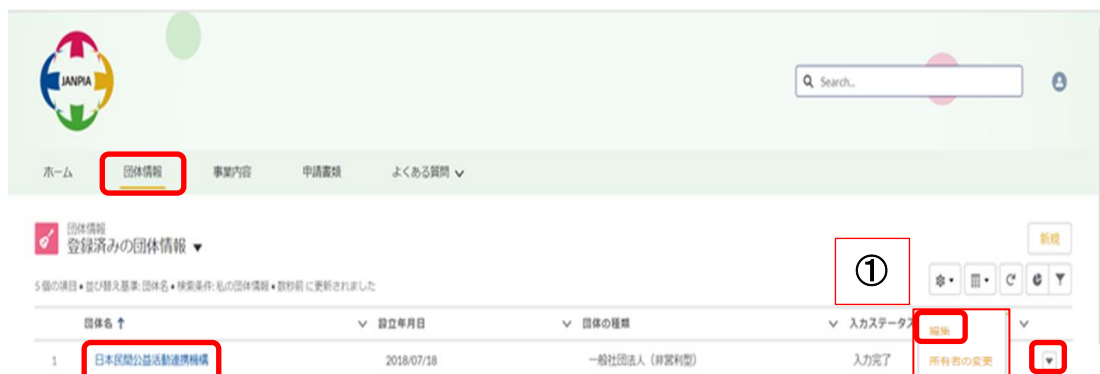 JANPIA
Search...
ホーム 団体情報 事業内容 申請書類 よくある質問
団体情報
登録済みの団体情報
新規
①
5 個の項目 • 並び替え基準: 団体名 • 検索条件: 私の団体情報 • 数秒前 に更新されました
団体名 ↑ 設立年月日 団体の種類 入力ステータス 編集
1 日本民間公益活動連携機構 2018/07/18 一般社団法人（非営利型） 入力完了 所有者の変更